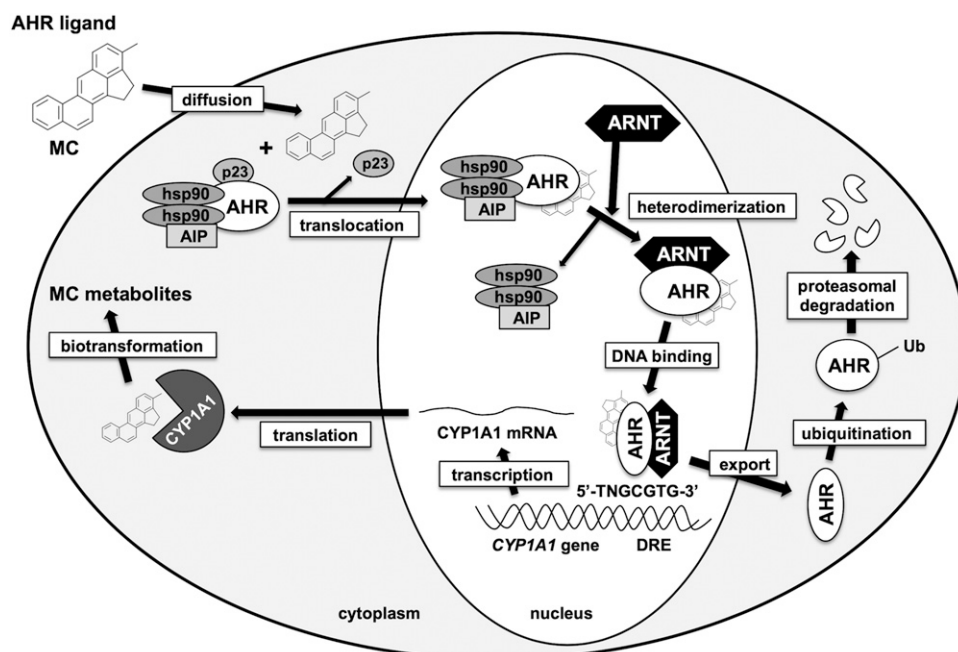 AHR ligand
MC
diffusion
+
p23
hsp90
hsp90
AHR
AIP
p23
translocation
hsp90
hsp90
AHR
AIP
ARNT
heterodimerization
hsp90
hsp90
AIP
ARNT
AHR
DNA binding
AHR
ARNT
5’-TNGCGTG-3’
CYP1A1 gene
DRE
transcription
CYP1A1 mRNA
translation
CYP1A1
biotransformation
MC metabolites
export
AHR
ubiquitination
AHR
Ub
proteasomal
degradation
cytoplasm
nucleus